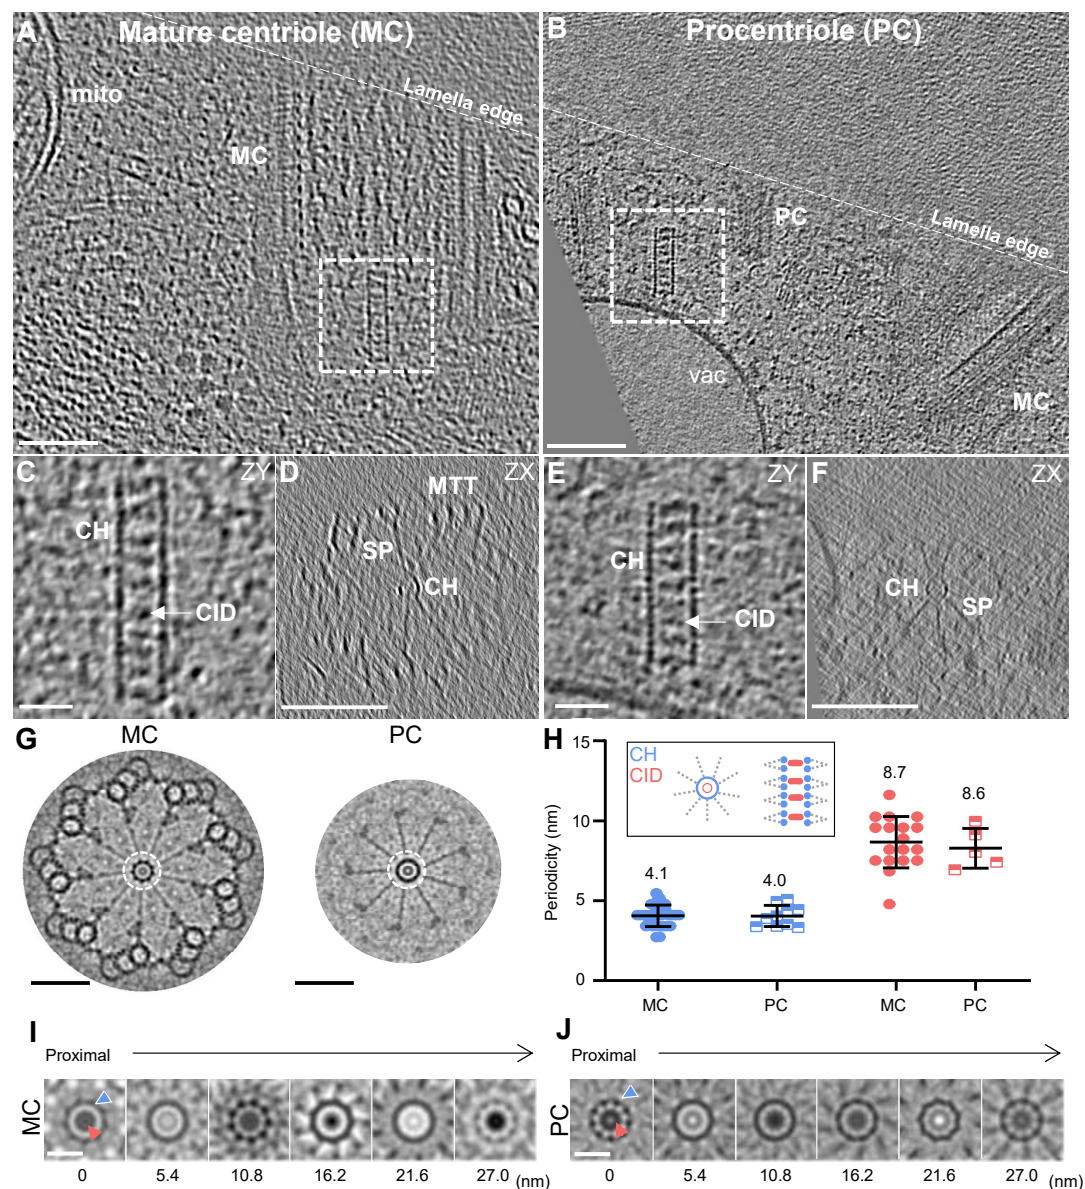 A
Mature centriole (MC)
mito
MC
Lamella edge
B
Procentriole (PC)
PC
Lamella edge
vac
MC
C
ZY
CH
CID
D
ZX
MTT
SP
CH
E
ZY
CH
CID
F
ZX
CH
SP
G
MC
PC
H
Periodicity (nm)
15
10
5
0
CH
CID
4.1
4.0
8.7
8.6
MC
PC
MC
PC
I
Proximal
MC
0
5.4
10.8
16.2
21.6
27.0
(nm)
J
Proximal
PC
0
5.4
10.8
16.2
21.6
27.0
(nm)